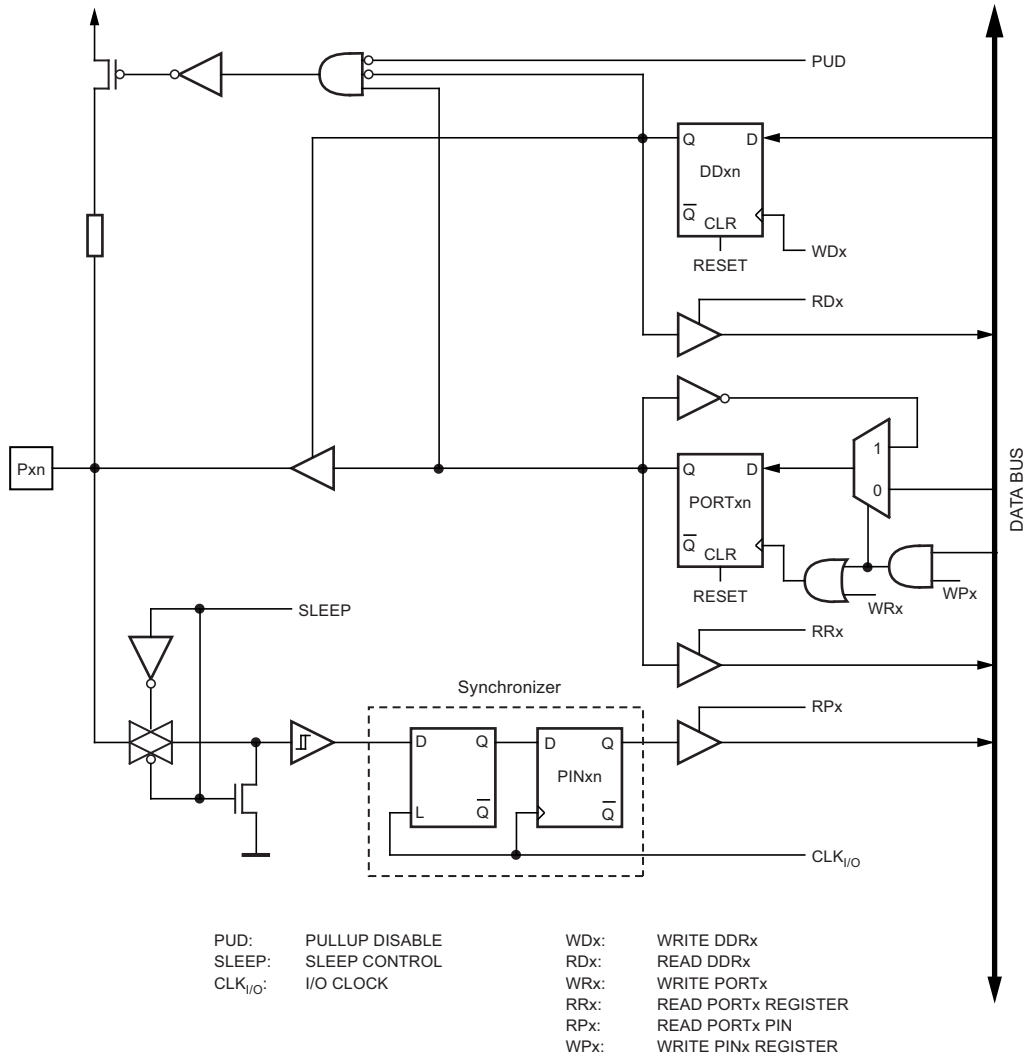 PUD
Q D
DDxn
Q
CLR
RESET
WDx
RDx
Pxn
1
0
Q D
PORTxn
Q
CLR
RESET
WRx
WPx
DATA BUS
SLEEP
RRx
Synchronizer
RPx
D Q
L Q
D Q
PINxn
Q
CLKI/O
PUD: PULLUP DISABLE
SLEEP: SLEEP CONTROL
CLKI/O: I/O CLOCK
WDx: WRITE DDRx
RDx: READ DDRx
WRx: WRITE PORTx
RRx: READ PORTx REGISTER
RPx: READ PORTx PIN
WPx: WRITE PINx REGISTER